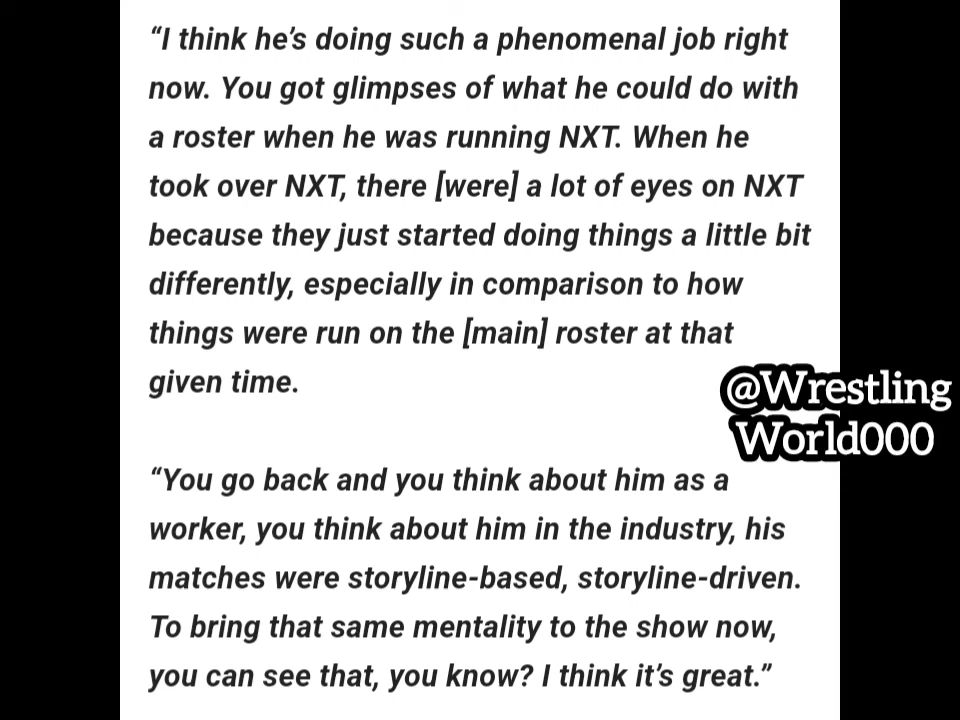 “I think he’s doing such a phenomenal job right
now. You got glimpses of what he could do with
a roster when he was running NXT. When he
took over NXT, there [were] a lot of eyes on NXT
because they just started doing things a little bit
differently, especially in comparison to how
things were run on the [main] roster at that
given time.
@Wrestling
World000
“You go back and you think about him as a
worker, you think about him in the industry, his
matches were storyline-based, storyline-driven.
To bring that same mentality to the show now,
you can see that, you know? I think it’s great.”